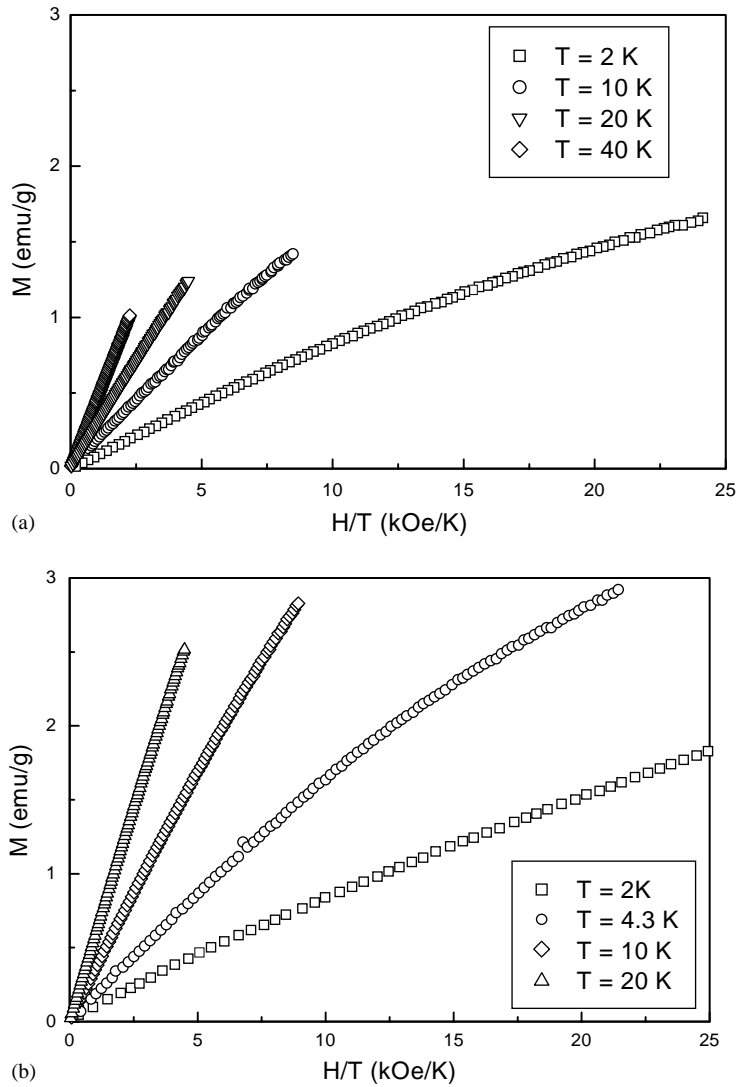 3
T = 2 K
T = 10 K
T = 20 K
T = 40 K
2
M (emu/g)
1
0
0 5 10 15 20 25
(a)
H/T (kOe/K)
3
2
M (emu/g)
1
T = 2K
T = 4.3 K
T = 10 K
T = 20 K
0
0 5 10 15 20 25
(b)
H/T (kOe/K)